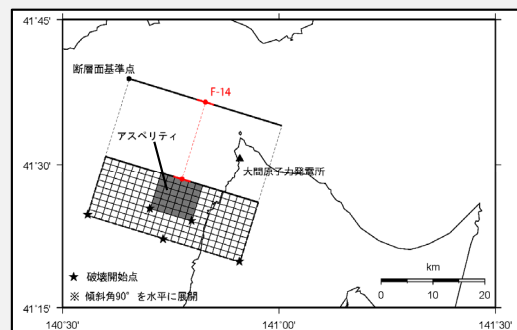 41°45'
断層面基準点
F-14
アスペリティ
大間原子力発電所
41°30'
★ 破壊開始点
※ 傾斜角90°を水平に展開
km
0 10 20
41°15'
140°30' 141°00' 141°30'